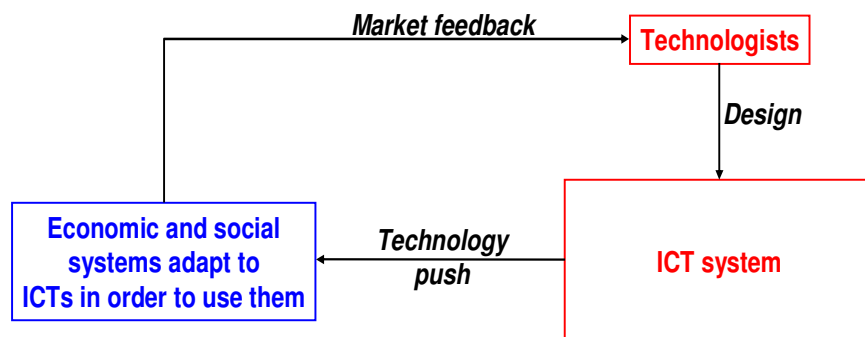 Market feedback
Technologists
Design
Economic and social
systems adapt to
ICTs in order to use them
Technology
push
ICT system